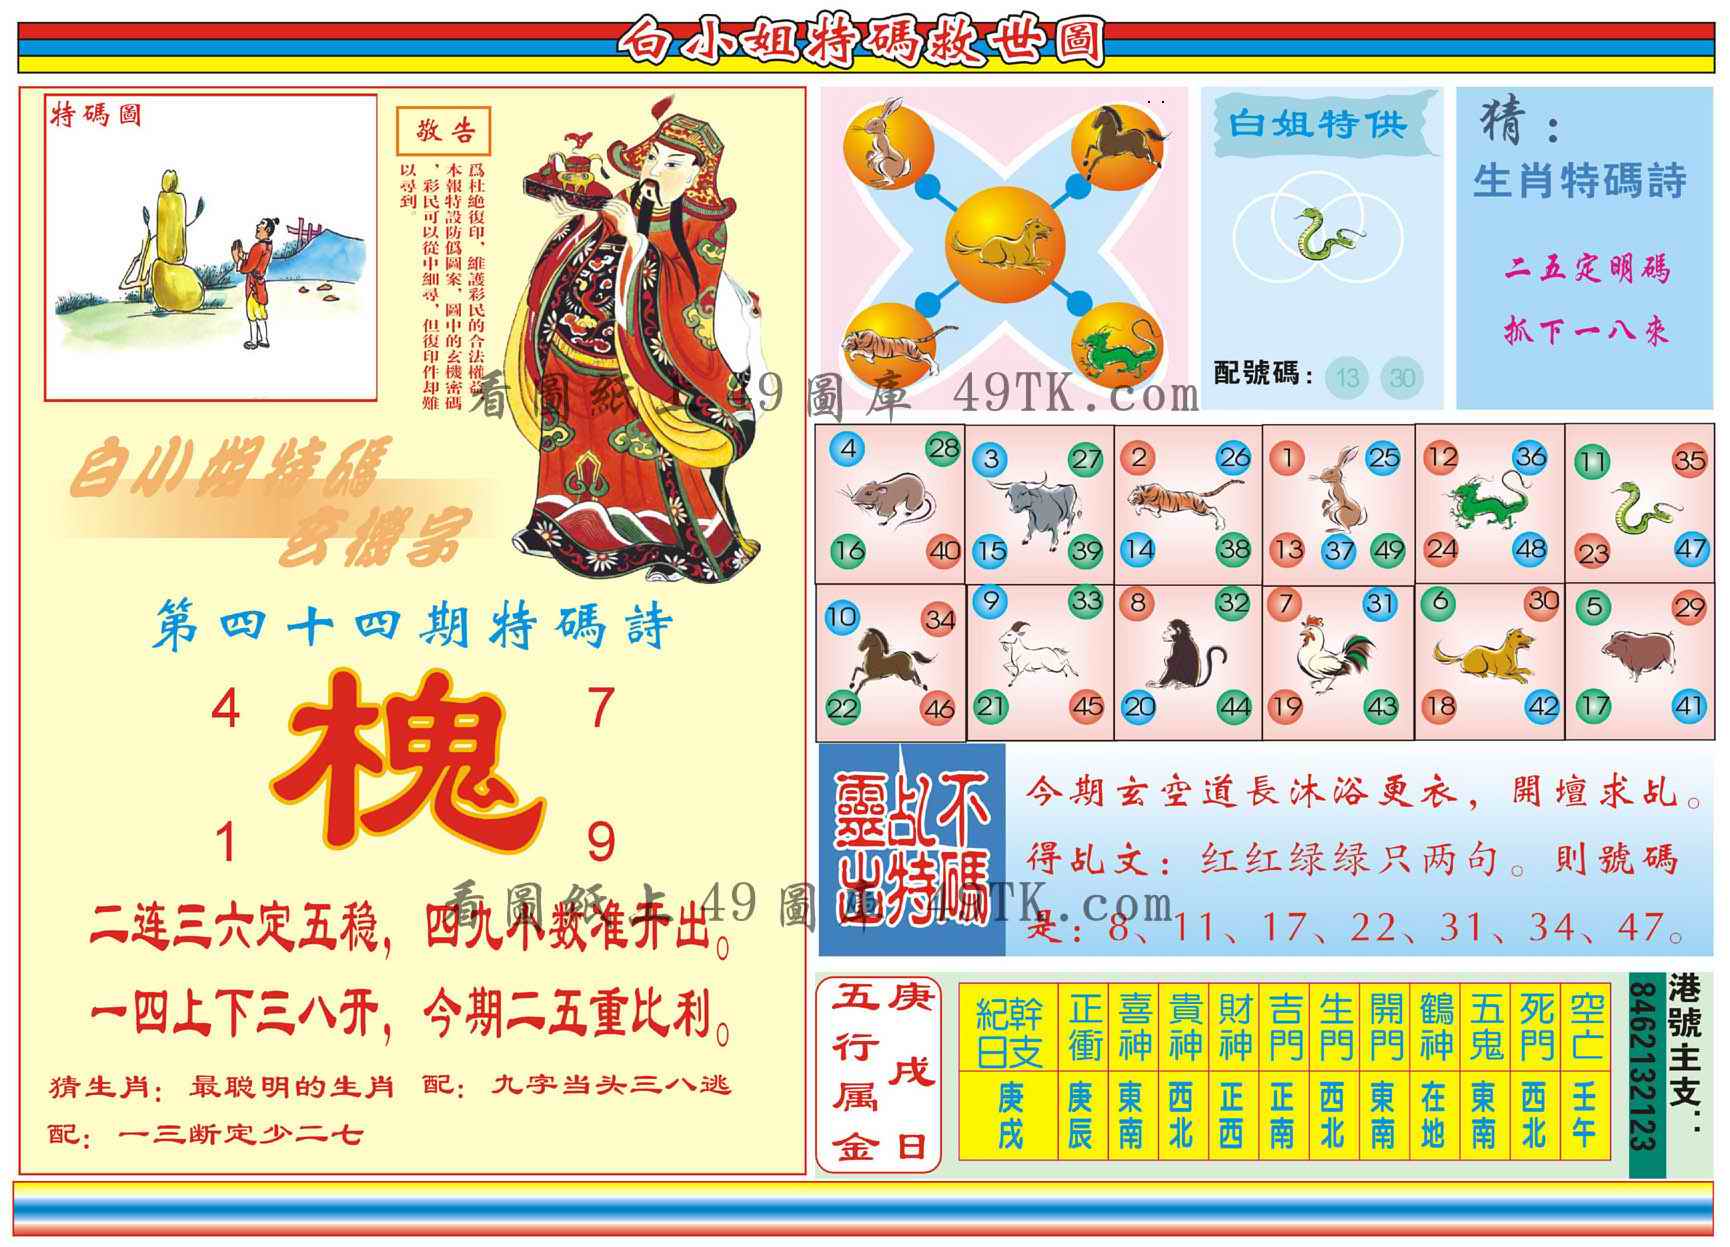 白小姐特碼救世圖
特碼圖
敬告
爲杜絶復印，維護彩民的合法權益，
本報特設防僞圖案，圖中的玄機密碼
，彩民可以從中細尋，但復印件却難
以尋到。
白小姐特碼
玄機字
第四十四期特碼詩
4 7
槐
1 9
二连三六定五稳，四九小数准开出。
一四上下三八开，今期二五重比利。
猜生肖：最聪明的生肖 配：九字当头三八逃
配：一三断定少二七
白姐特供
配號碼：13 30
猜：
生肖特碼詩
二五定明碼
抓下一八來
看圖紙上49圖庫 49TK.com
4 28 3 27 2 26 1 25 12 36 11 35
16 40 15 39 14 38 13 37 49 24 48 23 47
10 34 9 33 8 32 7 31 6 30 5 29
22 46 21 45 20 44 19 43 18 42 17 41
不乩靈
碼特出
今期玄空道長沐浴更衣，開壇求乩。
得乩文：红红绿绿只两句。則號碼
是：8、11、17、22、31、34、47。
看圖紙上49圖庫 49TK.com
庚戌日
五行属金
紀日幹支 正衝 喜神 貴神 財神 吉門 生門 開門 鶴神 五鬼 死門 空亡
庚戌 庚辰 東南 西北 正西 正南 西北 東南 在地 東南 西北 壬午
港號主支：
8462132123